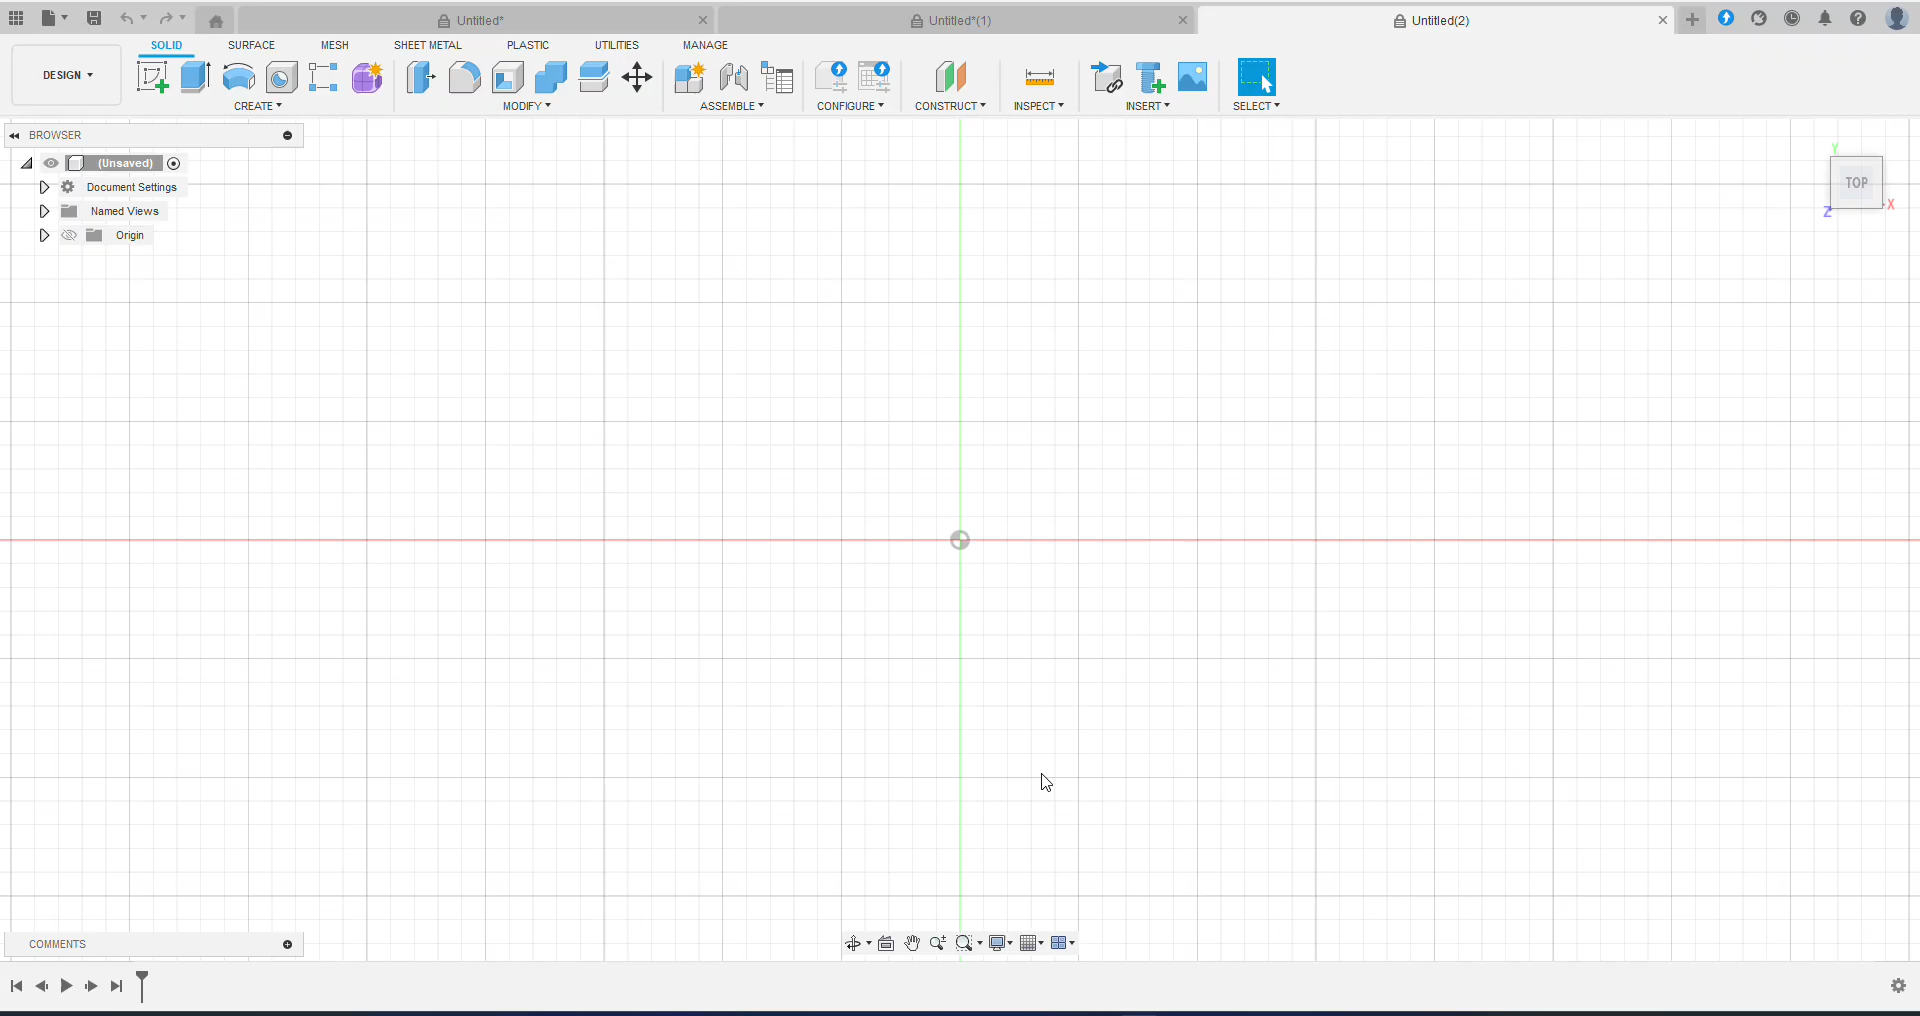 Untitled*
Untitled*(1)
Untitled(2)
DESIGN
SOLID
SURFACE
MESH
SHEET METAL
PLASTIC
UTILITIES
MANAGE
CREATE
MODIFY
ASSEMBLE
CONFIGURE
CONSTRUCT
INSPECT
INSERT
SELECT
BROWSER
(Unsaved)
Document Settings
Named Views
Origin
Y
TOP
Z
X
COMMENTS